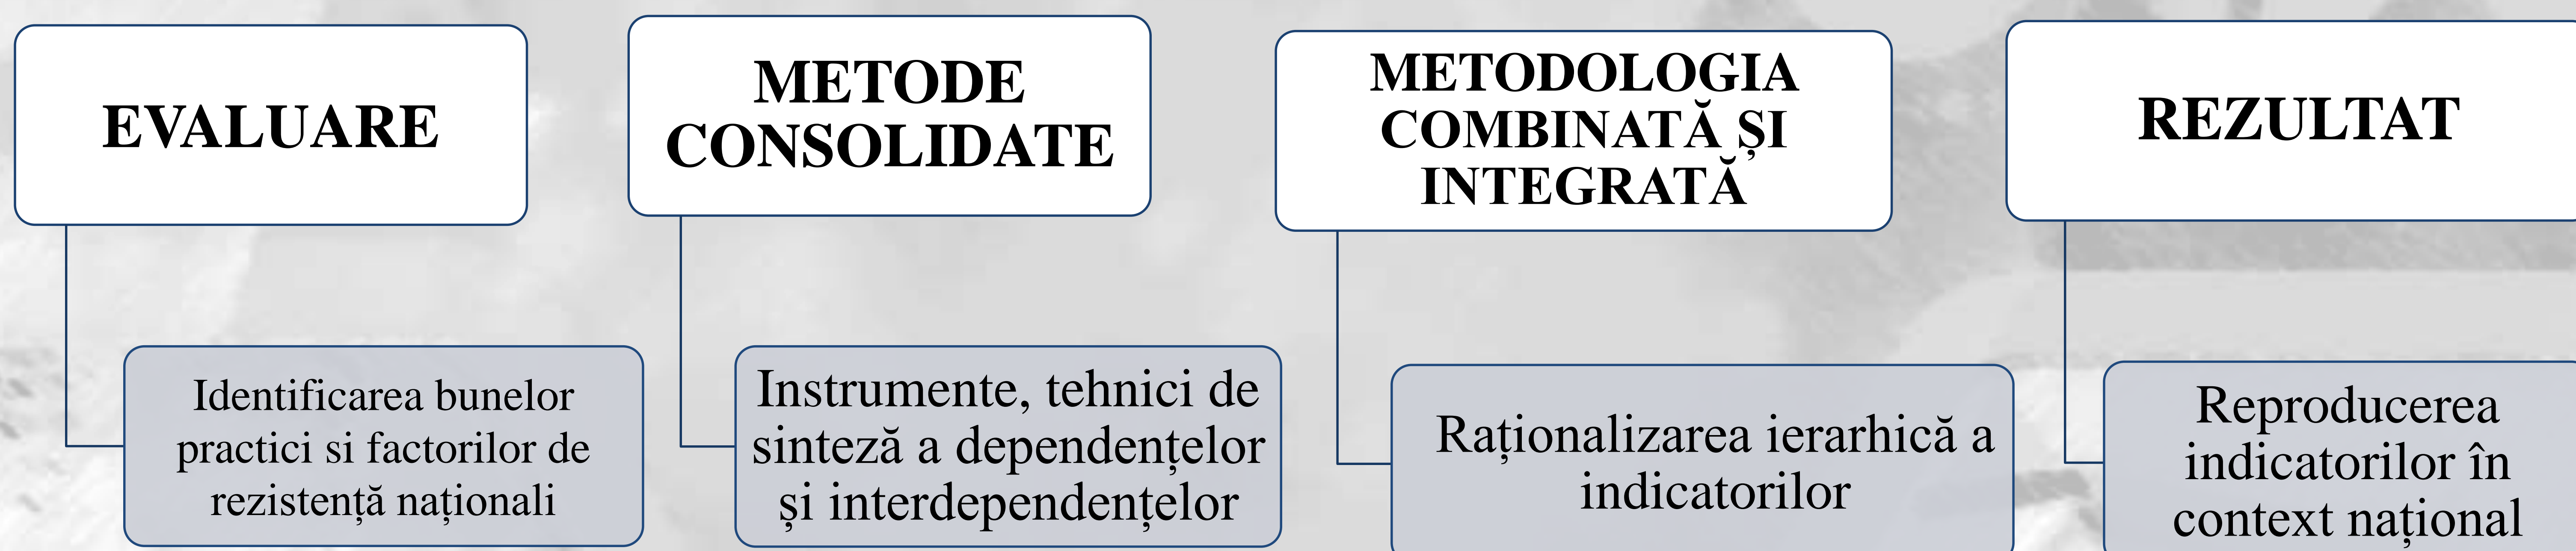 EVALUARE
Identificarea bunelor
practici si factorilor de
rezistență naționali
METODE
CONSOLIDATE
Instrumente, tehnici de
sinteză a dependențelor
și interdependențelor
METODOLOGIA
COMBINATĂ ȘI
INTEGRATĂ
Raționalizarea ierarhică a
indicatorilor
REZULTAT
Reproducerea
indicatorilor în
context național